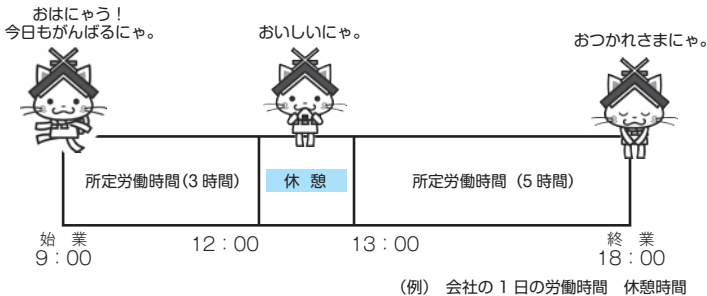 おはにゃう！
今日もがんばるにゃ。
おいしいにゃ。
おつかれさまにゃ。
所定労働時間(3 時間)
休 憩
所定労働時間 (5 時間)
始 業
9：00
12：00
13：00
終 業
18：00
(例) 会社の 1 日の労働時間 休憩時間